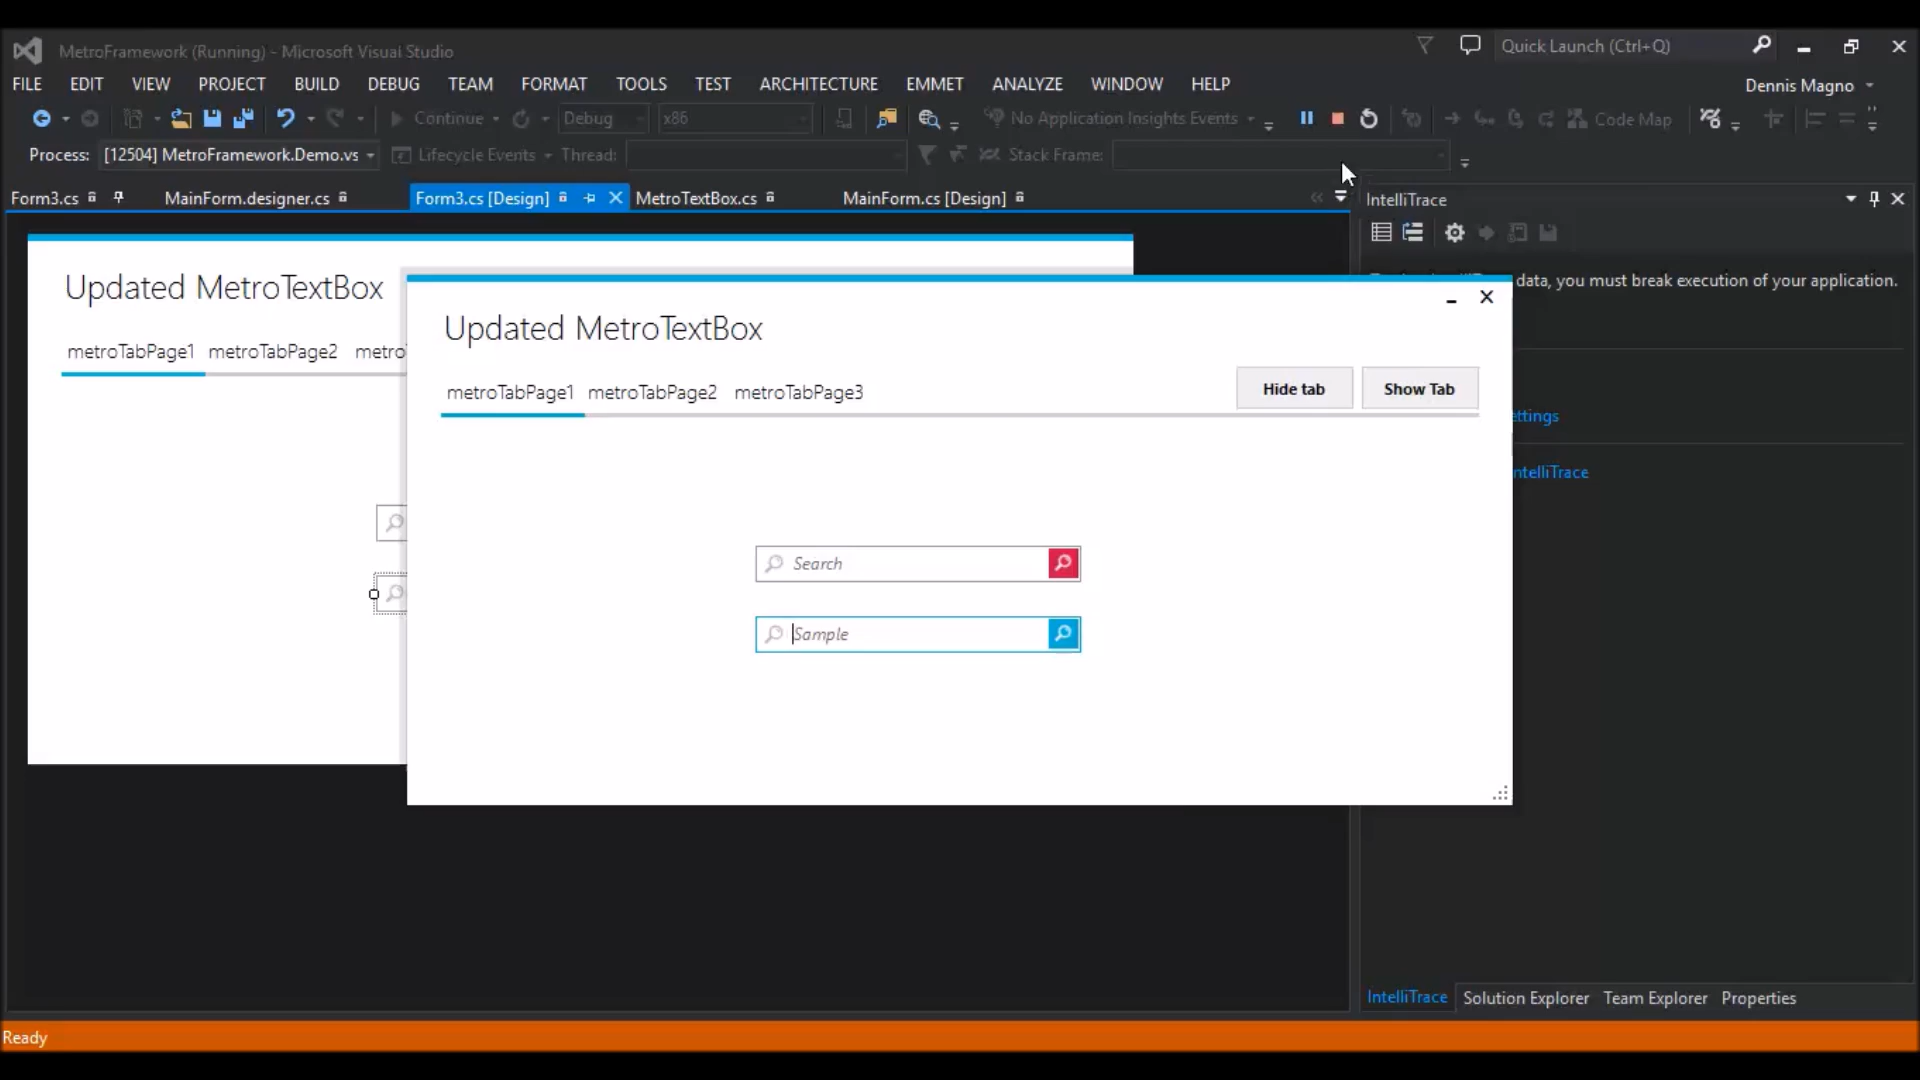 MetroFramework (Running) - Microsoft Visual Studio
Quick Launch (Ctrl+Q)
FILE EDIT VIEW PROJECT BUILD DEBUG TEAM FORMAT TOOLS TEST ARCHITECTURE EMMET ANALYZE WINDOW HELP
Dennis Magno
Continue Debug x86 No Application Insights Events Code Map
Process: [12504] MetroFramework.Demo.vs Lifecycle Events Thread: Stack Frame:
Form3.cs MainForm.designer.cs Form3.cs [Design] MetroTextBox.cs MainForm.cs [Design]
IntelliTrace
data, you must break execution of your application.
ettings
IntelliTrace
Updated MetroTextBox
metroTabPage1 metroTabPage2 metro
Updated MetroTextBox
metroTabPage1 metroTabPage2 metroTabPage3
Hide tab Show Tab
Search
Sample
IntelliTrace Solution Explorer Team Explorer Properties
Ready